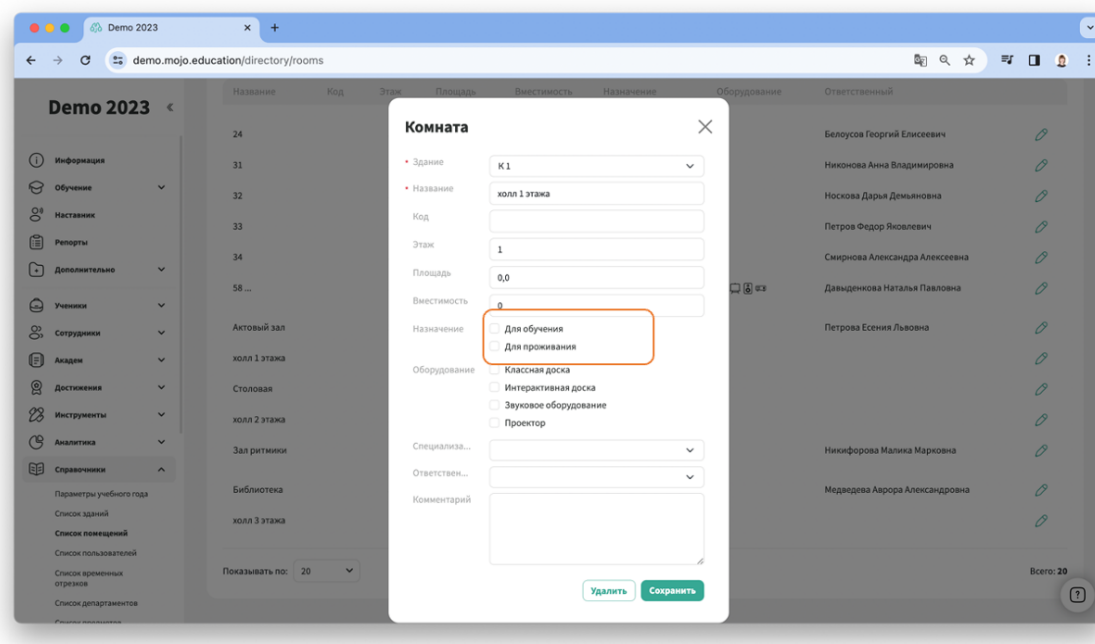 Demo 2023
demo.mojo.education/directory/rooms
Demo 2023
Информация
Обучение
Наставник
Репорты
Дополнительно
Ученики
Сотрудники
Академ
Достижения
Инструменты
Аналитика
Справочники
Параметры учебного года
Список зданий
Список помещений
Список пользователей
Список временных
отрезков
Список департаментов
Название Код Этаж Площадь Вместимость Назначение Оборудование Ответственный
24 Белоусов Георгий Елисеевич
31 Никонова Анна Владимировна
32 Носкова Дарья Демьяновна
33 Петров Федор Яковлевич
34 Смирнова Александра Алексеевна
58 ... Давыденкова Наталья Павловна
Актовый зал Петрова Есения Львовна
холл 1 этажа
Столовая
холл 2 этажа
Зал ритмики Никифорова Малика Марковна
Библиотека Медведева Аврора Александровна
холл 3 этажа
Показывать по: 20 Всего: 20
Комната
• Здание К 1
• Название холл 1 этажа
Код
Этаж 1
Площадь 0,0
Вместимость 0
Назначение Для обучения
Для проживания
Оборудование Классная доска
Интерактивная доска
Звуковое оборудование
Проектор
Специализа...
Ответствен...
Комментарий
Удалить Сохранить